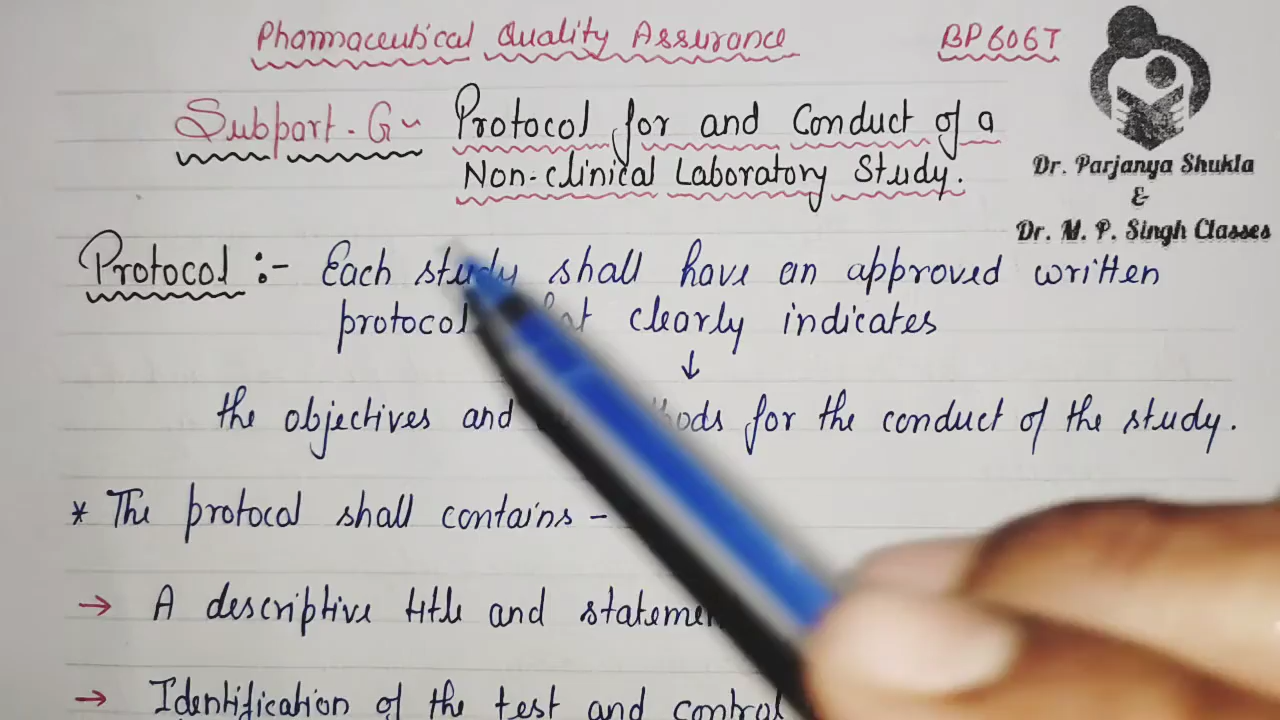 Pharmaceutical Quality Assurance BP606T
Subpart-G~ Protocol for and Conduct of a
Non-clinical Laboratory Study.
Dr. Parjanya Shukla
&
Dr. M. P. Singh Classes
Protocol :- Each study shall have an approved written
protocol clearly indicates
↓
the objectives and for the conduct of the study.
* The protocal shall contains -
→ A descriptive title and
→ Identification of the test and control